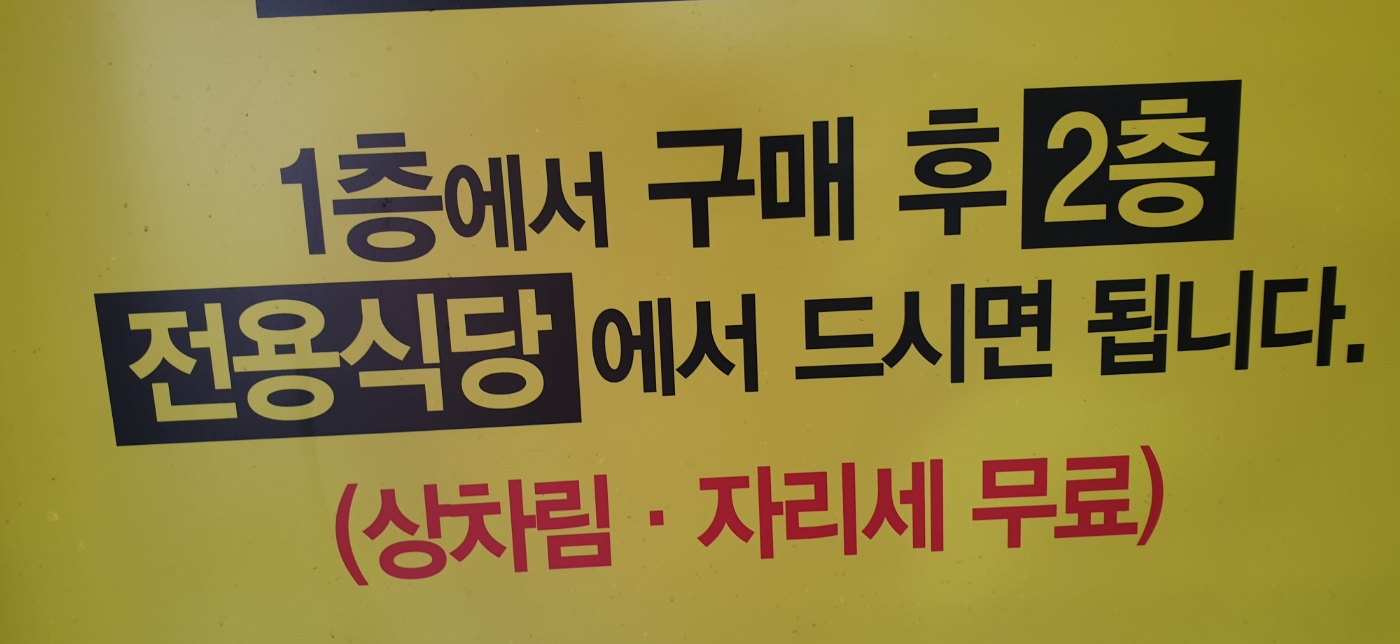 1층에서 구매 후 2층
전용식당에서 드시면 됩니다.
(상차림 · 자리세 무료)